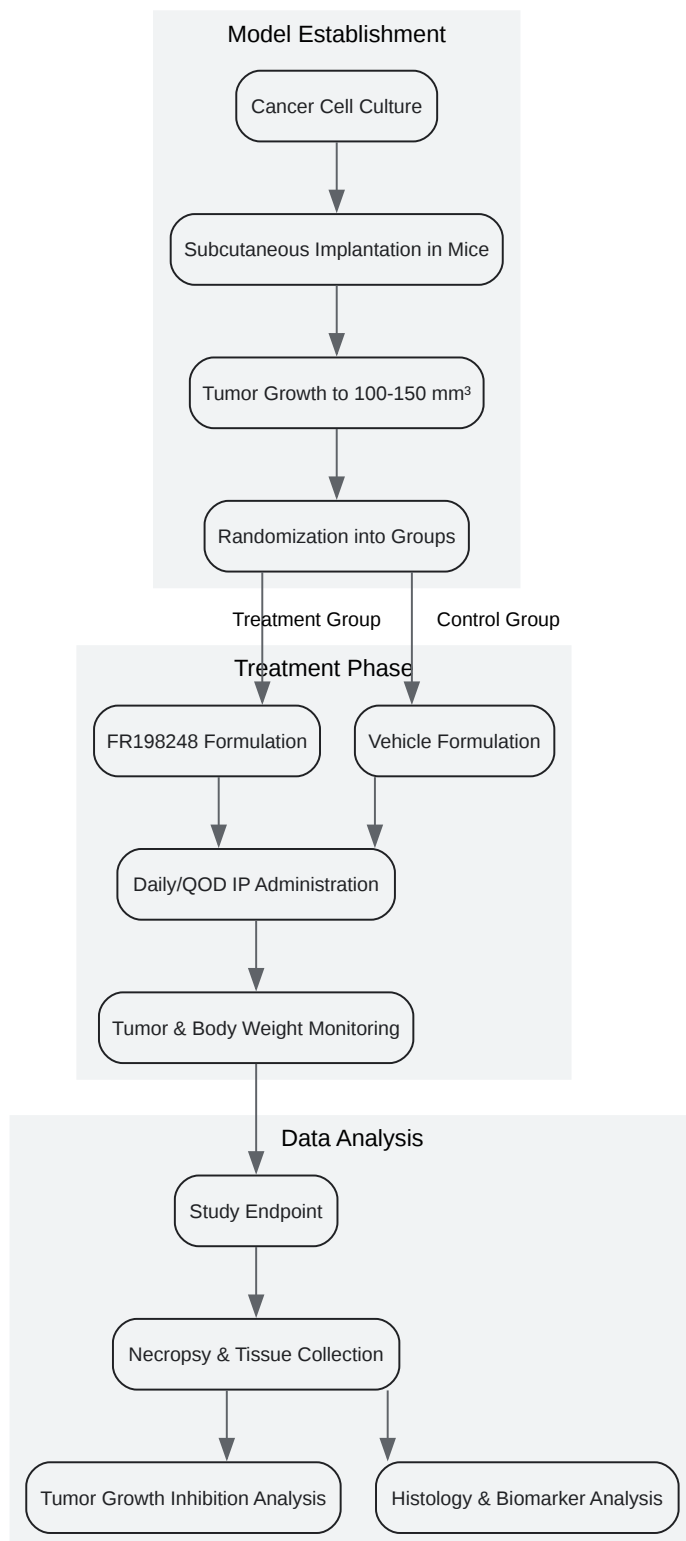 Model Establishment
Cancer Cell Culture
Subcutaneous Implantation in Mice
Tumor Growth to 100-150 mm³
Randomization into Groups
Treatment Group
Control Group
Treatment Phase
FR198248 Formulation
Vehicle Formulation
Daily/QOD IP Administration
Tumor & Body Weight Monitoring
Data Analysis
Study Endpoint
Necropsy & Tissue Collection
Tumor Growth Inhibition Analysis
Histology & Biomarker Analysis